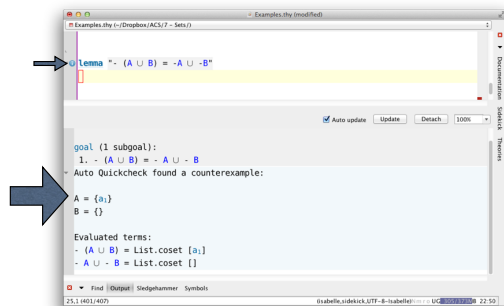 Examples.thy (modified)
Examples.thy (~/Dropbox/ACS/7 - Sets/)
lemma "- (A ∪ B) = -A ∪ -B"
Auto update Update Detach 100%
goal (1 subgoal):
1. - (A ∪ B) = - A ∪ - B
Auto Quickcheck found a counterexample:
A = {a₁}
B = {}
Evaluated terms:
- (A ∪ B) = List.coset [a₁]
- A ∪ - B = List.coset []
Find Output Sledgehammer Symbols
25,1 (401/407) (isabelle,sidekick,UTF-8-Isabelle) UG 22:50
Documentation
Sidekick
Theories